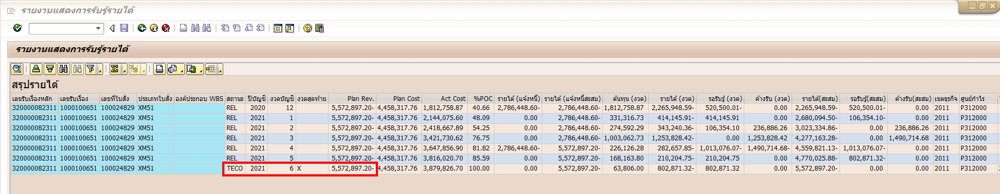 รายงานแสดงการรับรู้รายได้
รายงานแสดงการรับรู้รายได้
สรุปรายได้
เลขรับเรื่องหลัก เลขรับเรื่อง เลขที่ใบสั่ง ประเภทใบสั่ง องค์ประกอบ WBS สถานะ ปีบัญชี งวดบัญชี งวดสุดท้าย Plan Rev. Plan Cost Act Cost %POC รายได้ (แจ้งหนี้) รายได้ (แจ้งหนี้สะสม) ต้นทุน (งวด) รายได้ (งวด) รอรับรู้ (งวด) ค้างรับ (งวด) รายได้(สะสม) รอรับรู้(สะสม) ค้างรับ(สะสม) เขตธุรกิจ ศูนย์กำไร
320000082311 1000100651 100024829 XM51 REL 2020 12 5,572,897.20- 4,458,317.76 1,812,758.87 40.66 2,786,448.60- 2,786,448.60- 1,812,758.87 2,265,948.59- 520,500.01- 0.00 2,265,948.59- 520,500.01- 0.00 2011 P312000
320000082311 1000100651 100024829 XM51 REL 2021 1 5,572,897.20- 4,458,317.76 2,144,075.60 48.09 0.00 2,786,448.60- 331,316.73 414,145.91- 414,145.91 0.00 2,680,094.50- 106,354.10- 0.00 2011 P312000
320000082311 1000100651 100024829 XM51 REL 2021 2 5,572,897.20- 4,458,317.76 2,418,667.89 54.25 0.00 2,786,448.60- 274,592.29 343,240.36- 106,354.10 236,886.26 3,023,334.86- 0.00 236,886.26 2011 P312000
320000082311 1000100651 100024829 XM51 REL 2021 3 5,572,897.20- 4,458,317.76 3,421,730.62 76.75 0.00 2,786,448.60- 1,003,062.73 1,253,828.42- 0.00 1,253,828.42 4,277,163.28- 0.00 1,490,714.68 2011 P312000
320000082311 1000100651 100024829 XM51 REL 2021 4 5,572,897.20- 4,458,317.76 3,647,856.90 81.82 2,786,448.60- 5,572,897.20- 226,126.28 282,657.85- 1,013,076.07- 1,490,714.68- 4,559,821.13- 1,013,076.07- 0.00 2011 P312000
320000082311 1000100651 100024829 XM51 REL 2021 5 5,572,897.20- 4,458,317.76 3,816,020.70 85.59 0.00 5,572,897.20- 168,163.80 210,204.75- 210,204.75 0.00 4,770,025.88- 802,871.32- 0.00 2011 P312000
320000082311 1000100651 100024829 XM51 TECO 2021 6 X 5,572,897.20- 4,458,317.76 3,879,826.70 100.00 0.00 5,572,897.20- 63,806.00 802,871.32- 802,871.32 0.00 5,572,897.20- 0.00 0.00 2011 P312000